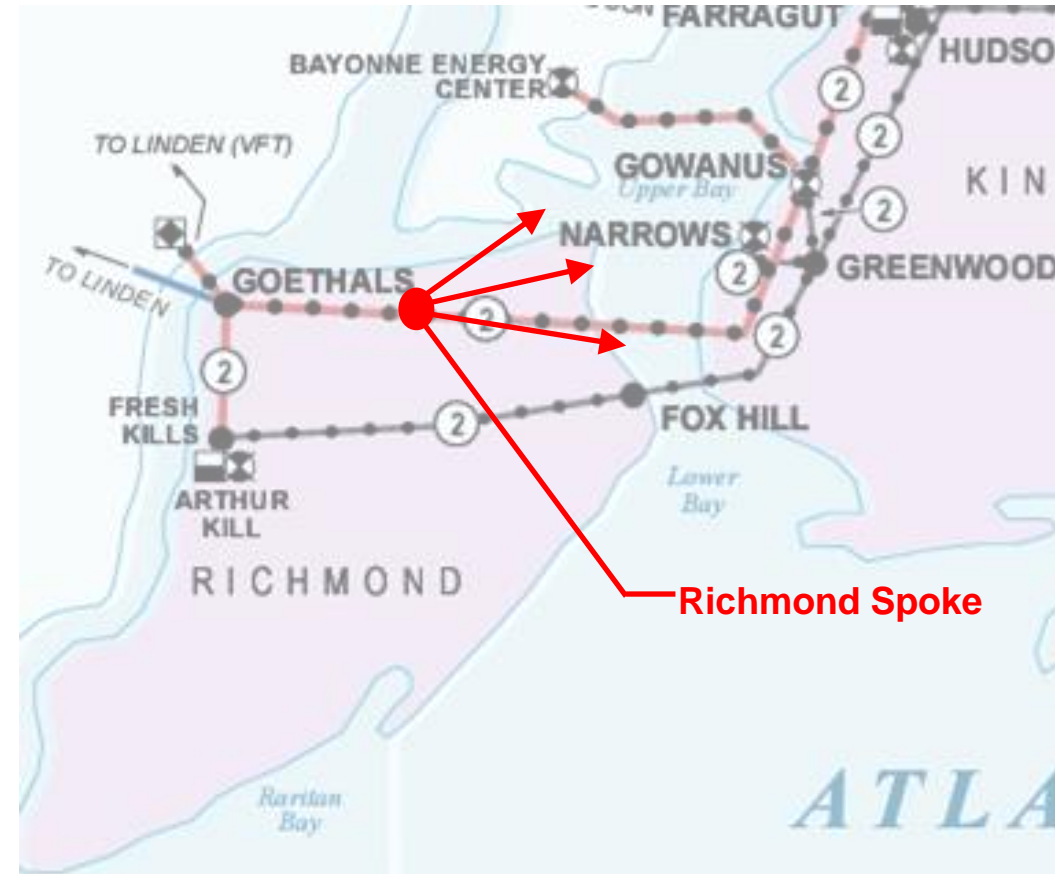 FARRAGUT
HUDSO
BAYONNE ENERGY
CENTER
2
2
TO LINDEN (VFT)
GOWANUS
Upper Bay
KIN
2
NARROWS
TO LINDEN
GOETHALS
2
GREENWOOD
2
2
2
FRESH
KILLS
2
FOX HILL
ARTHUR
KILL
Lower
Bay
RICHMOND
Richmond Spoke
Raritan
Bay
ATLA